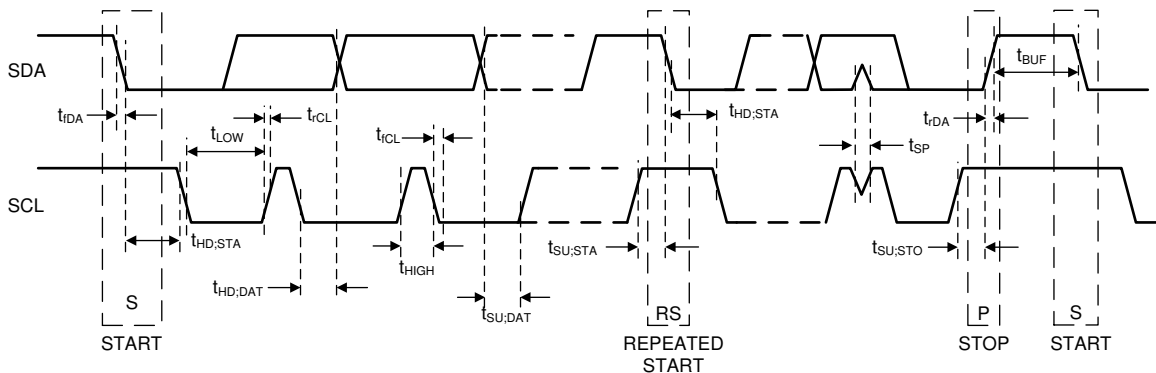 SDA
t_fDA
t_LOW
t_rCL
t_fCL
t_HD;STA
t_SP
t_rDA
t_BUF
SCL
t_HD;STA
t_HD;DAT
t_HIGH
t_SU;DAT
t_SU;STA
t_SU;STO
S
RS
P
S
START
REPEATED
START
STOP
START